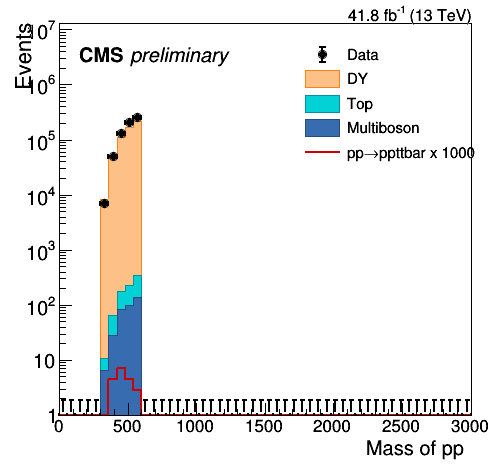 41.8 fb⁻¹ (13 TeV)
Events
CMS preliminary
Data
DY
Top
Multiboson
pp→ppttbar x 1000
10⁷
10⁶
10⁵
10⁴
10³
10²
10
1
0 500 1000 1500 2000 2500 3000
Mass of pp